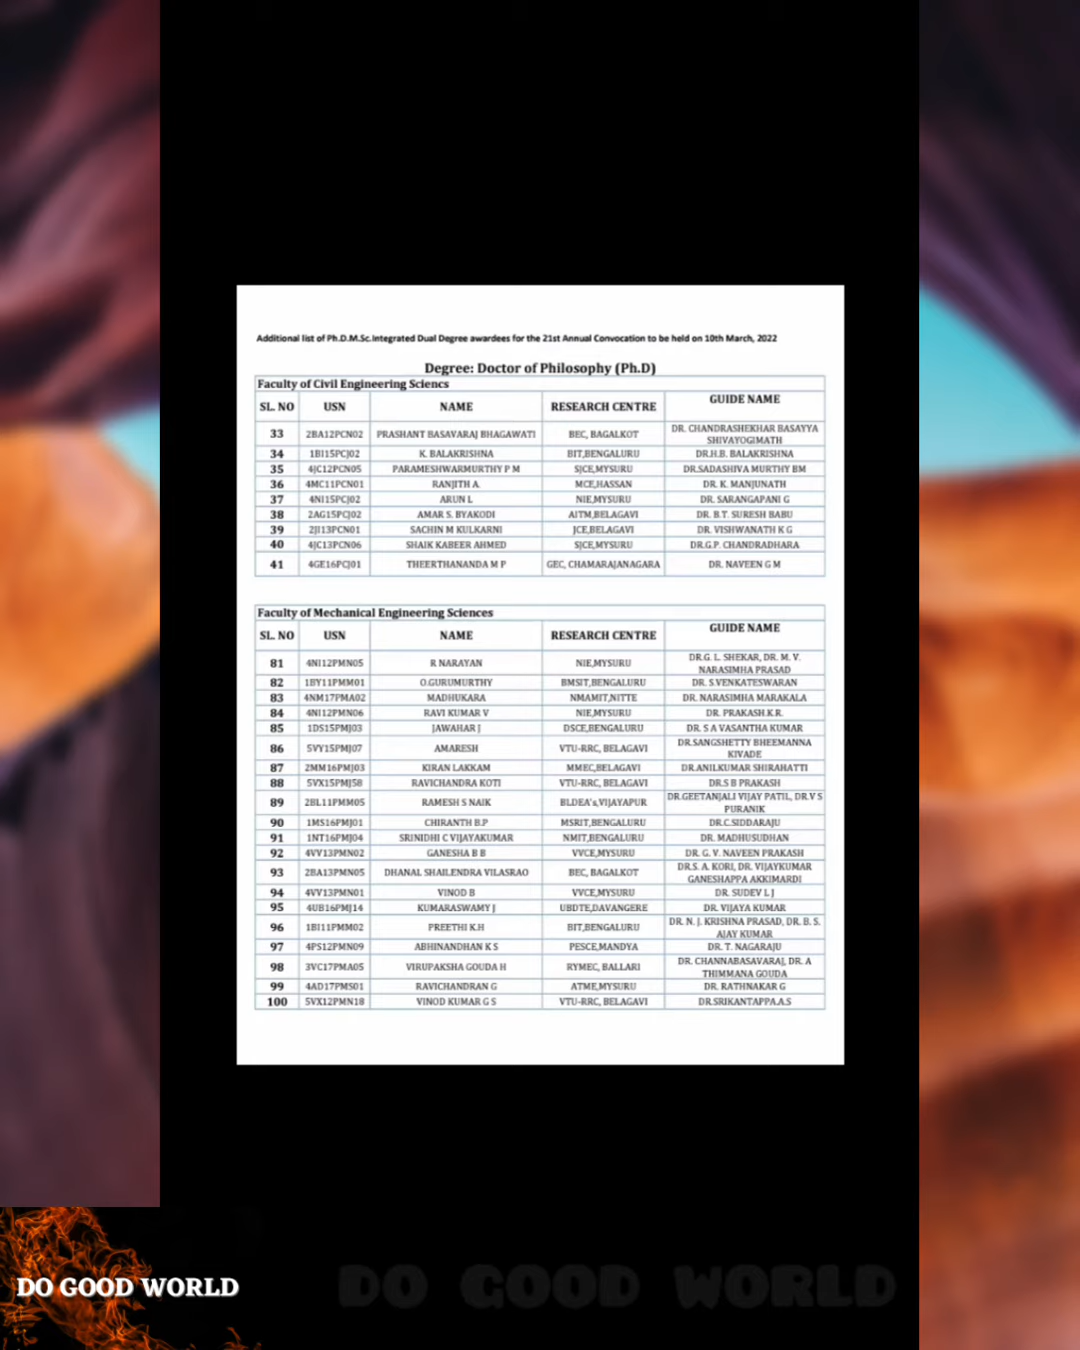 Additional list of Ph.D.M.Sc.Integrated Dual Degree awardees for the 21st Annual Convocation to be held on 10th March, 2022
Degree: Doctor of Philosophy (Ph.D)
Faculty of Civil Engineering Sciencs
SL. NO USN NAME RESEARCH CENTRE GUIDE NAME
33 2BA12PCN02 PRASHANT BASAVARAJ BHAGAWATI BEC, BAGALKOT DR. CHANDRASHEKHAR BASAYYA SHIVAYOGIMATH
34 1BI15PCJ02 K. BALAKRISHNA BIT,BENGALURU DR.H.B. BALAKRISHNA
35 4JC12PCN05 PARAMESHWARMURTHY P M SJCE,MYSURU DR.SADASHIVA MURTHY BM
36 4MC11PCN01 RANJITH A. MCE,HASSAN DR. K. MANJUNATH
37 4NI15PCJ02 ARUN L NIE,MYSURU DR. SARANGAPANI G
38 2AG15PCJ02 AMAR S. BYAKODI AITM,BELAGAVI DR. B.T. SURESH BABU
39 2JI13PCN01 SACHIN M KULKARNI JCE,BELAGAVI DR. VISHWANATH K G
40 4JC13PCN06 SHAIK KABEER AHMED SJCE,MYSURU DR.G.P. CHANDRADHARA
41 4GE16PCJ01 THEERTHANANDA M P GEC, CHAMARAJANAGARA DR. NAVEEN G M
Faculty of Mechanical Engineering Sciences
SL. NO USN NAME RESEARCH CENTRE GUIDE NAME
81 4NI12PMN05 R NARAYAN NIE,MYSURU DR.G. L. SHEKAR, DR. M. V. NARASIMHA PRASAD
82 1BY11PMM01 O.GURUMURTHY BMSIT,BENGALURU DR. S.VENKATESWARAN
83 4NM17PMA02 MADHUKARA NMAMIT,NITTE DR. NARASIMHA MARAKALA
84 4NI12PMN06 RAVI KUMAR V NIE,MYSURU DR. PRAKASH.K.R.
85 1DS15PMJ03 JAWAHAR J DSCE,BENGALURU DR. S A VASANTHA KUMAR
86 5VY15PMJ07 AMARESH VTU-RRC, BELAGAVI DR.SANGSHETTY BHEEMANNA KIVADE
87 2MM16PMJ03 KIRAN LAKKAM MMEC,BELAGAVI DR.ANILKUMAR SHIRAHATTI
88 5VX15PMJ58 RAVICHANDRA KOTI VTU-RRC, BELAGAVI DR.S B PRAKASH
89 2BL11PMM05 RAMESH S NAIK BLDEA's,VIJAYAPUR DR.GEETANJALI VIJAY PATIL, DR.V S PURANIK
90 1MS16PMJ01 CHIRANTH B.P MSRIT,BENGALURU DR.C.SIDDARAJU
91 1NT16PMJ04 SRINIDHI C VIJAYAKUMAR NMIT,BENGALURU DR. MADHUSUDHAN
92 4VV13PMN02 GANESHA B B VVCE,MYSURU DR. G. V. NAVEEN PRAKASH
93 2BA13PMN05 DHANAL SHAILENDRA VILASRAO BEC, BAGALKOT DR.S. A. KORI, DR. VIJAYKUMAR GANESHAPPA AKKIMARDI
94 4VV13PMN01 VINOD B VVCE,MYSURU DR. SUDEV L J
95 4UB16PMJ14 KUMARASWAMY J UBDTE,DAVANGERE DR. VIJAYA KUMAR
96 1BI11PMM02 PREETHI K.H BIT,BENGALURU DR. N. J. KRISHNA PRASAD, DR. B. S. AJAY KUMAR
97 4PS12PMN09 ABHINANDHAN K S PESCE,MANDYA DR. T. NAGARAJU
98 3VC17PMA05 VIRUPAKSHA GOUDA H RYMEC, BALLARI DR. CHANNABASAVARAJ, DR. A THIMMANA GOUDA
99 4AD17PMS01 RAVICHANDRAN G ATME,MYSURU DR. RATHNAKAR G
100 5VX12PMN18 VINOD KUMAR G S VTU-RRC, BELAGAVI DR.SRIKANTAPPA.A.S
DO GOOD WORLD
DO GOOD WORLD